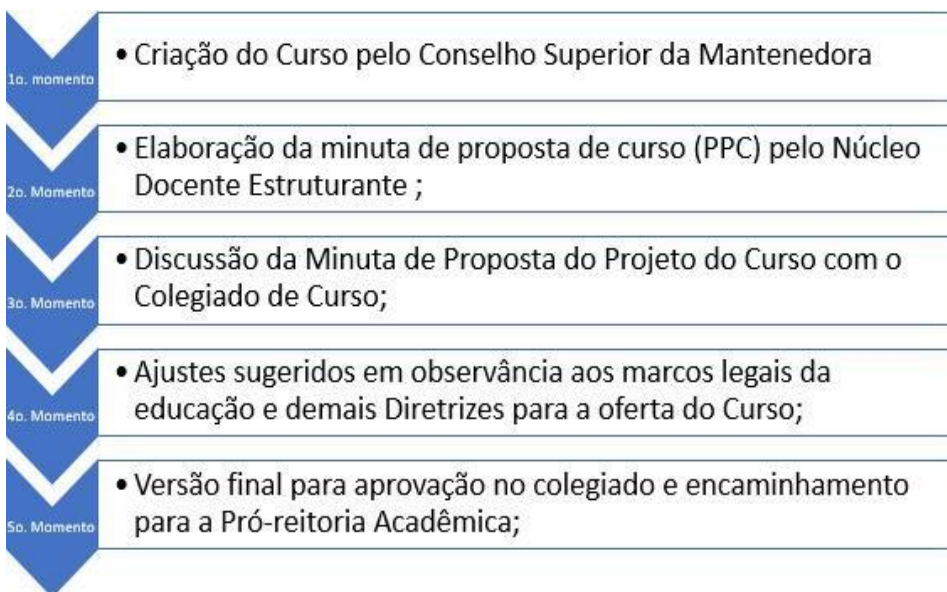 1o. momento
• Criação do Curso pelo Conselho Superior da Mantenedora
2o. Momento
• Elaboração da minuta de proposta de curso (PPC) pelo Núcleo
Docente Estruturante ;
3o. Momento
• Discussão da Minuta de Proposta do Projeto do Curso com o
Colegiado de Curso;
4o. Momento
• Ajustes sugeridos em observância aos marcos legais da
educação e demais Diretrizes para a oferta do Curso;
5o. Momento
• Versão final para aprovação no colegiado e encaminhamento
para a Pró-reitoria Acadêmica;